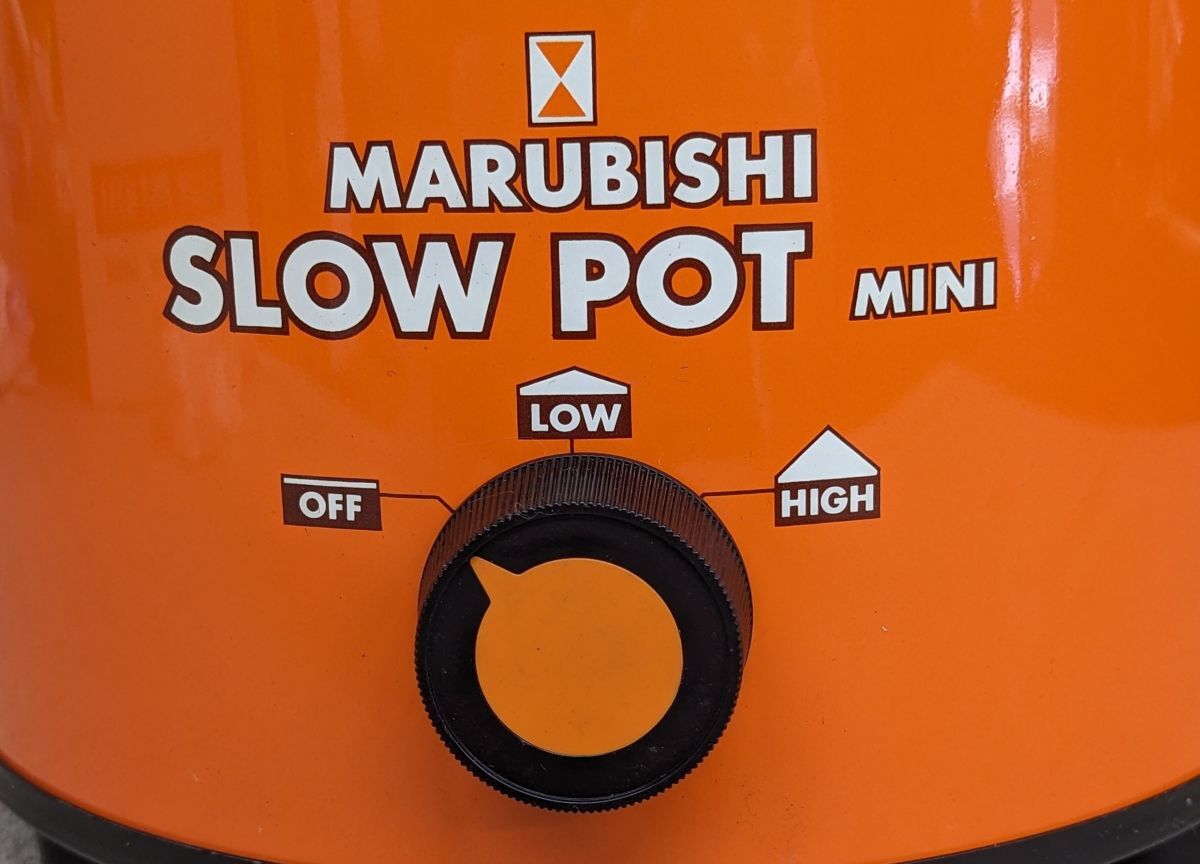 MARUBISHI
SLOW POT MINI
LOW
OFF
HIGH